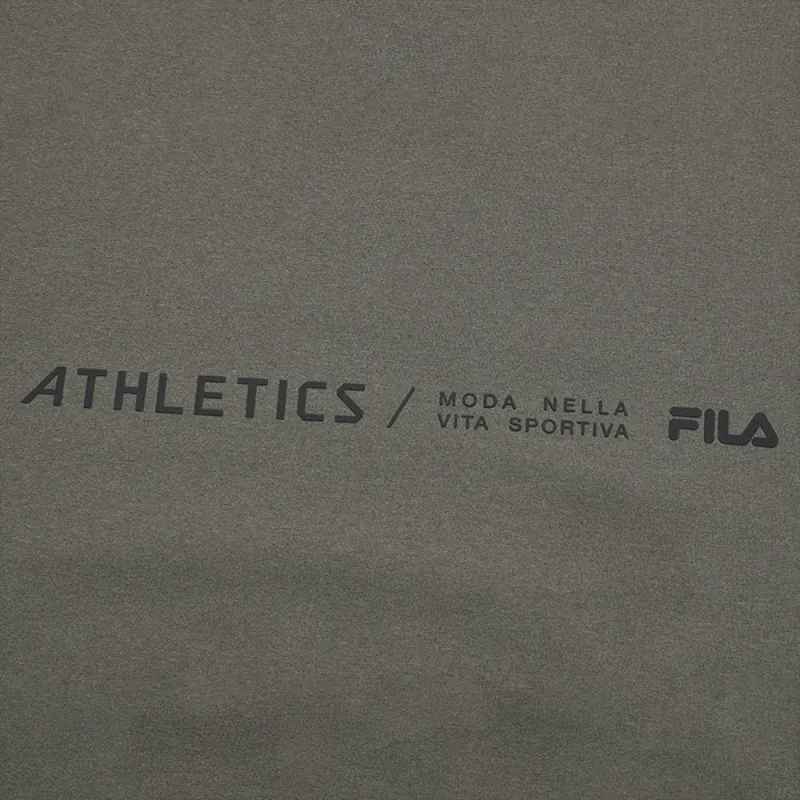 ATHLETICS / MODA NELLA
VITA SPORTIVA
FILA